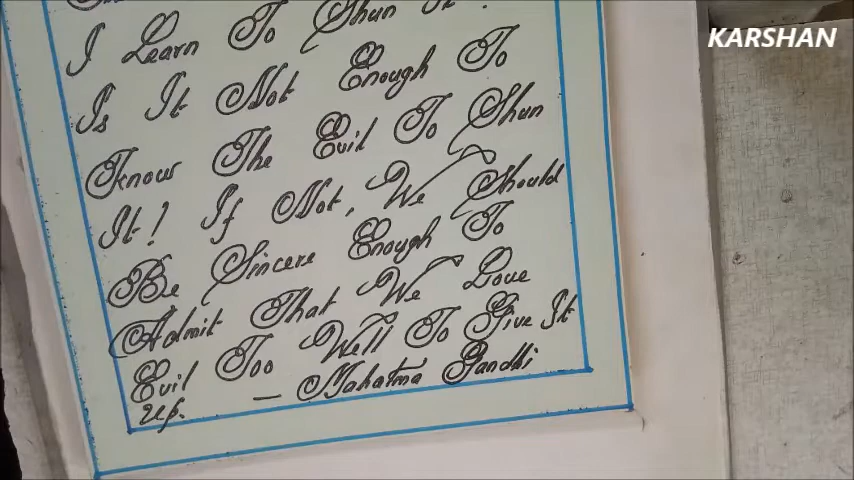 I Learn To Shun It.
Is It Not Enough To
Know The Evil To Shun
It! If Not, We Should
Be Sincere Enough To
Admit That We Love
Evil Too Well To Give It
Up. — Mahatma Gandhi
KARSHAN